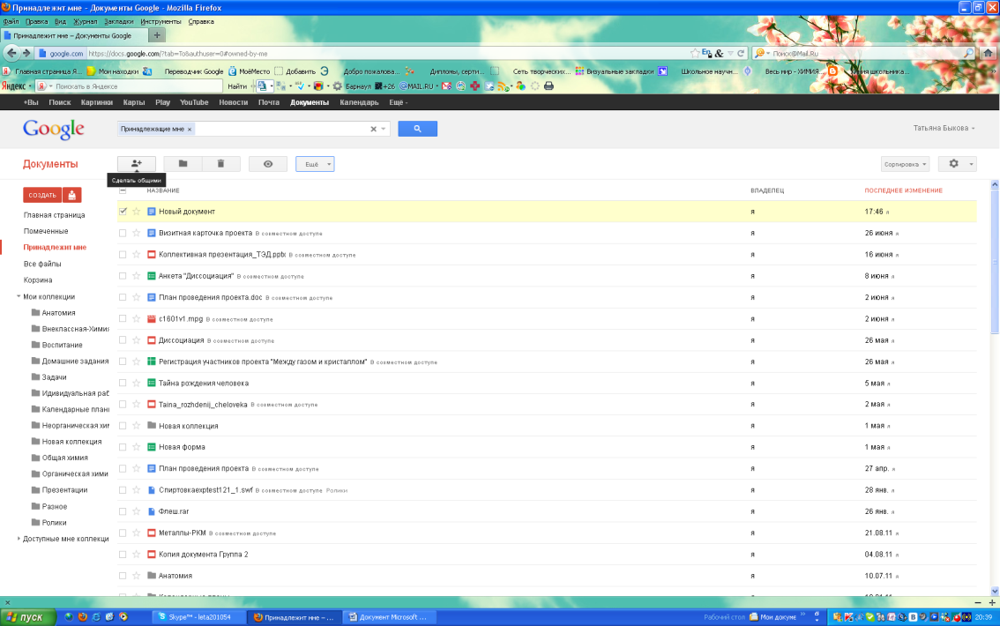 Принадлежит мне - Документы Google - Mozilla Firefox
Файл Правка Вид Журнал Закладки Инструменты Справка
Принадлежит мне – Документы Google
google.com https://docs.google.com/?tab=To&authuser=0#owned-by-me Поиск@Mail.Ru
Главная страница Я... Мои находки Переводчик Google МоёМесто Добавить Добро пожалова... Дипломы, серти... Сеть творческих... Визуальные закладки Школьное научн... Весь мир - ХИМИЯ... школьника...
Яндекс Поискать в Яндексе Найти Барнаул +26 @MAIL.RU
+Вы Поиск Картинки Карты Play YouTube Новости Почта Документы Календарь Ещё
Google Принадлежащие мне × Татьяна Быкова
Документы Ещё Сортировка
Сделать общими
НАЗВАНИЕ ВЛАДЕЛЕЦ ПОСЛЕДНЕЕ ИЗМЕНЕНИЕ
СОЗДАТЬ
Главная страница
Помеченные
Принадлежит мне
Все файлы
Корзина
Мои коллекции
Анатомия
Внеклассная-Химия
Воспитание
Домашние задания
Задачи
Идивидуальная раб
Календарные план
Неорганическая хи
Новая коллекция
Общая химия
Органическая хими
Презентации
Разное
Ролики
Доступные мне коллекци
Новый документ я 17:46 я
Визитная карточка проекта В совместном доступе я 26 июня я
Коллективная презентация_ТЭД.pptx В совместном доступе я 16 июня я
Анкета "Диссоциация" В совместном доступе я 8 июня я
План проведения проекта.doc В совместном доступе я 2 июня я
c1601v1.mpg В совместном доступе я 2 июня я
Диссоциация В совместном доступе я 26 мая я
Регистрация участников проекта "Между газом и кристаллом" В совместном доступе я 26 мая я
Тайна рождения человека я 5 мая я
Taina_rozhdenij_cheloveka В совместном доступе я 2 мая я
Новая коллекция я 1 мая я
Новая форма я 1 мая я
План проведения проекта В совместном доступе я 27 апр. я
Спиртовкаexptest121_1.swf В совместном доступе Ролики я 28 янв. я
Флеш.rar я 26 янв. я
Металлы-РКМ В совместном доступе я 21.08.11 я
Копия документа Группа 2 я 04.08.11 я
Анатомия я 10.07.11 я
пуск Skype™ - leta201054 Принадлежит мне – ... Документ Microsoft ... Рабочий стол Мои докуме 20:39